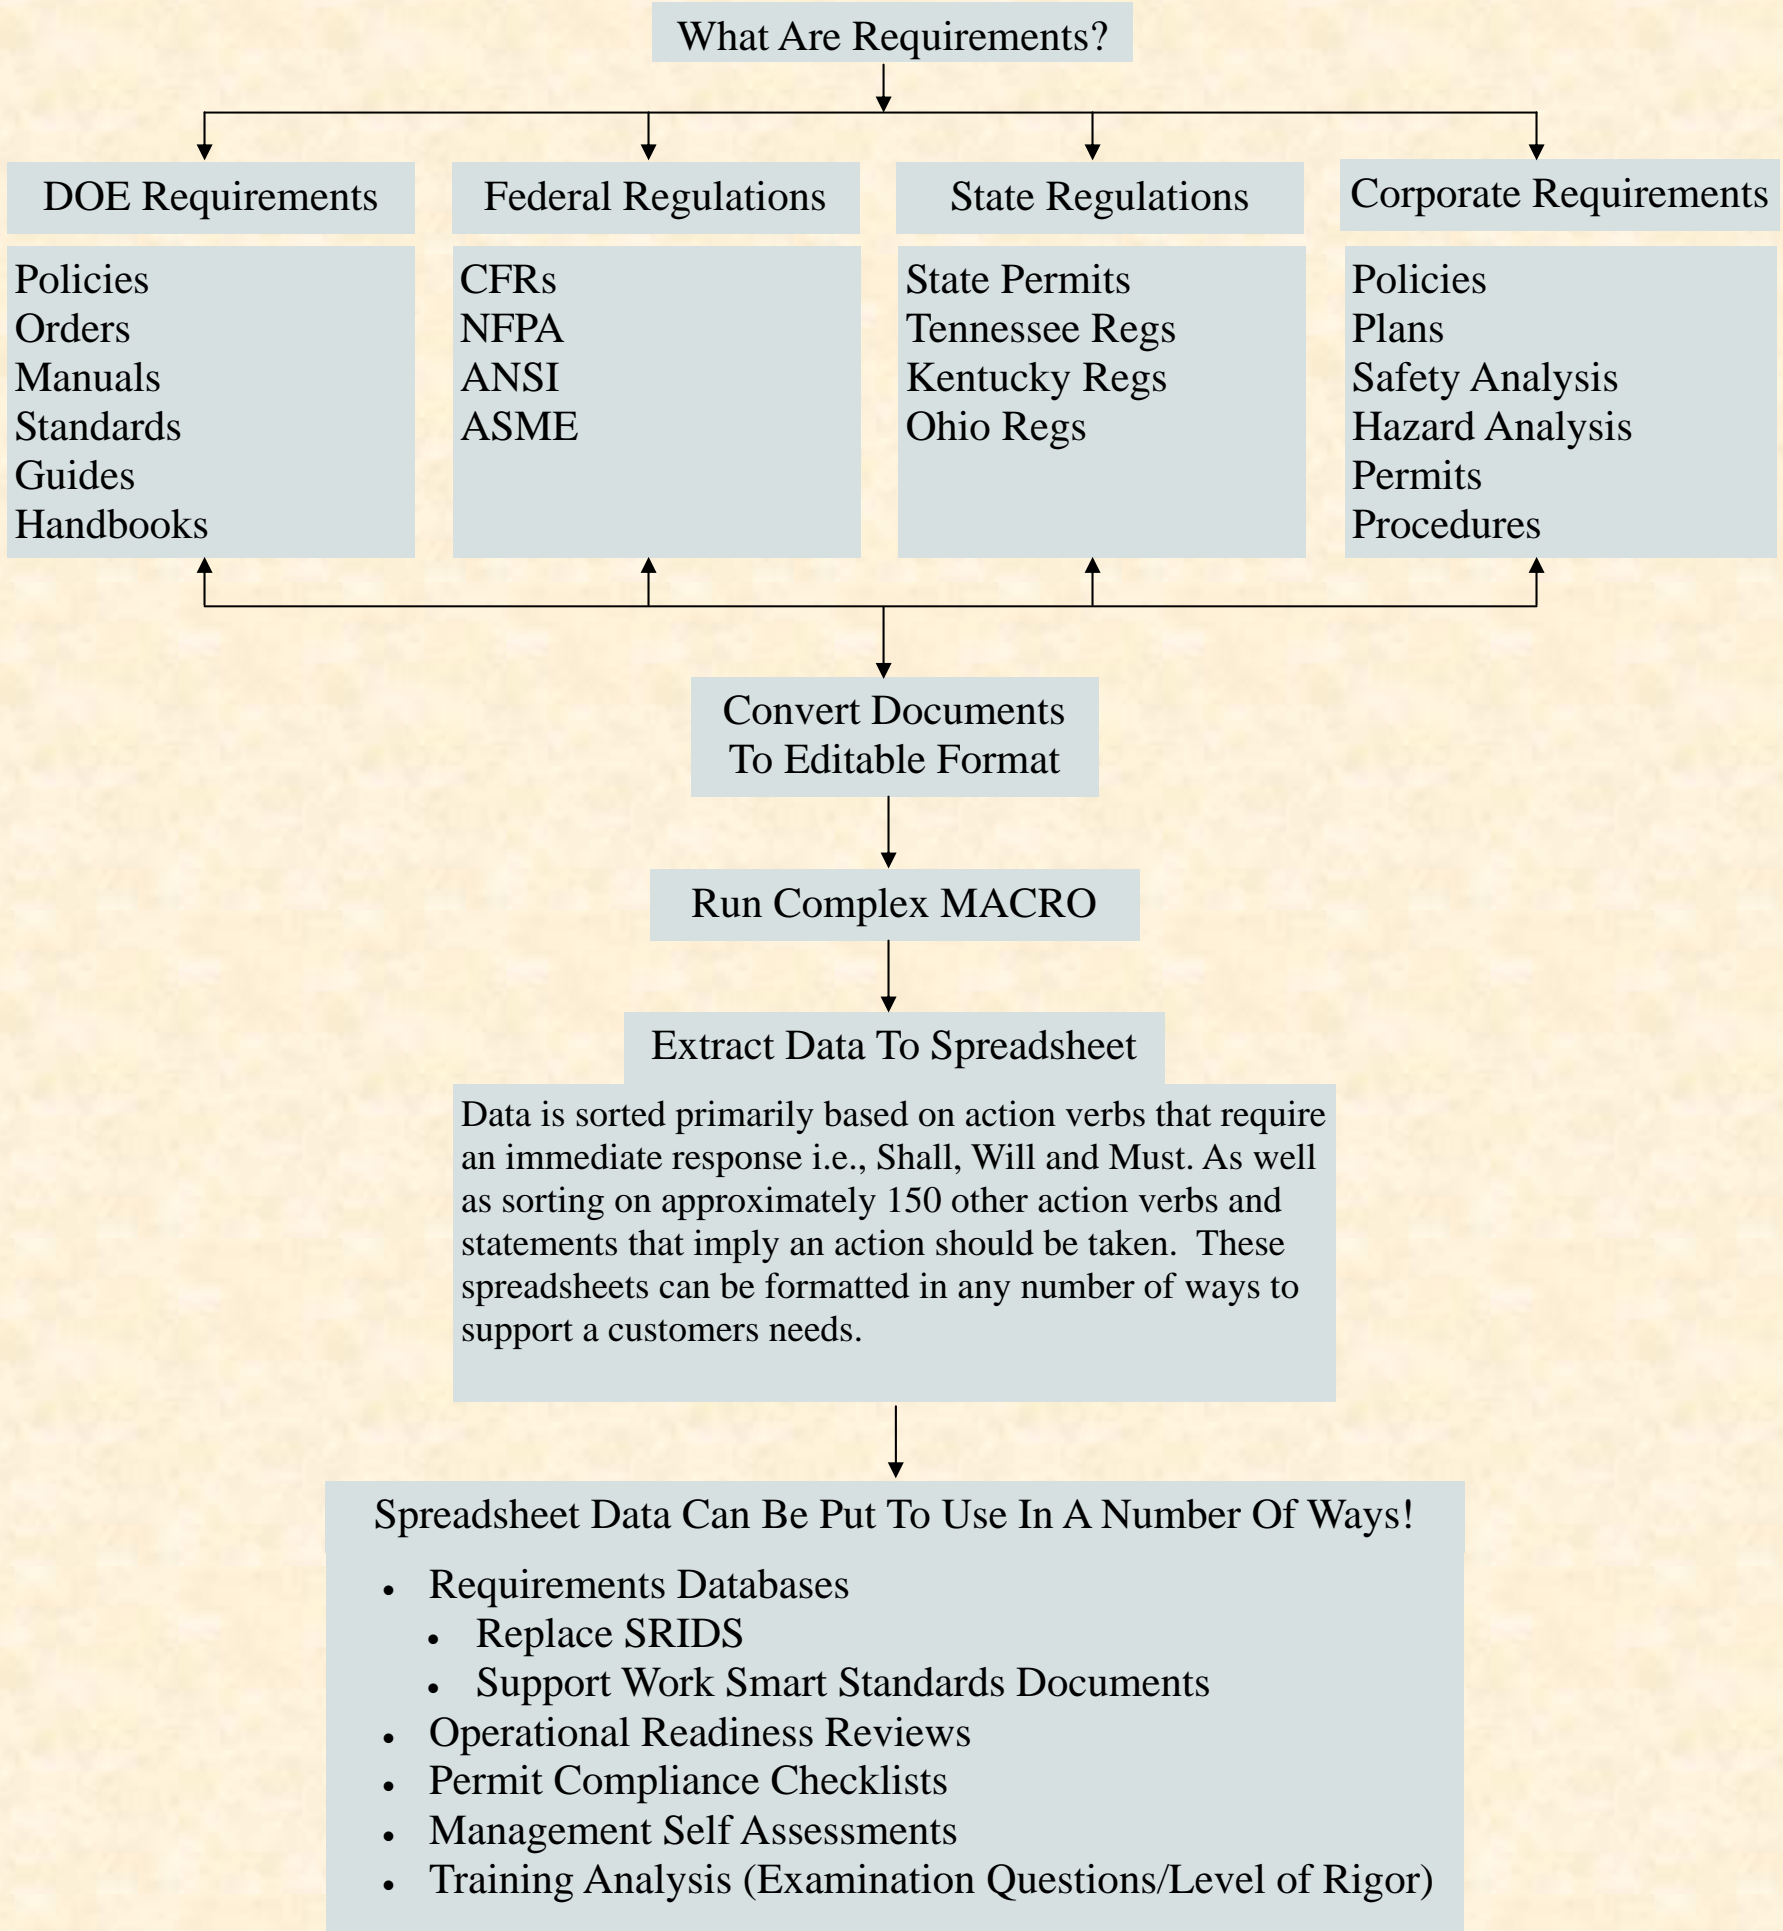 What Are Requirements?
DOE Requirements
Federal Regulations
State Regulations
Corporate Requirements
Policies
Orders
Manuals
Standards
Guides
Handbooks
CFRs
NFPA
ANSI
ASME
State Permits
Tennessee Regs
Kentucky Regs
Ohio Regs
Policies
Plans
Safety Analysis
Hazard Analysis
Permits
Procedures
Convert Documents
To Editable Format
Run Complex MACRO
Extract Data To Spreadsheet
Data is sorted primarily based on action verbs that require
an immediate response i.e., Shall, Will and Must. As well
as sorting on approximately 150 other action verbs and
statements that imply an action should be taken.  These
spreadsheets can be formatted in any number of ways to
support a customers needs.
Spreadsheet Data Can Be Put To Use In A Number Of Ways!
• Requirements Databases
• Replace SRIDS
• Support Work Smart Standards Documents
• Operational Readiness Reviews
• Permit Compliance Checklists
• Management Self Assessments
• Training Analysis (Examination Questions/Level of Rigor)